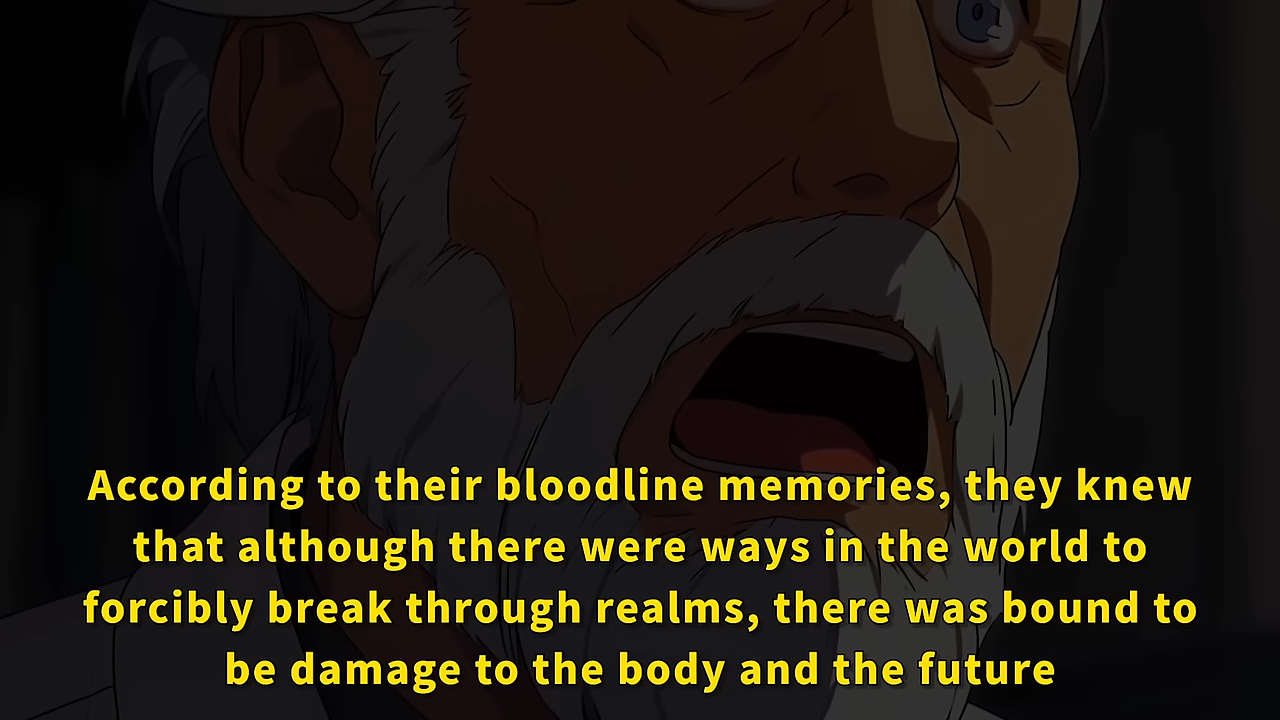 According to their bloodline memories, they knew
that although there were ways in the world to
forcibly break through realms, there was bound to
be damage to the body and the future